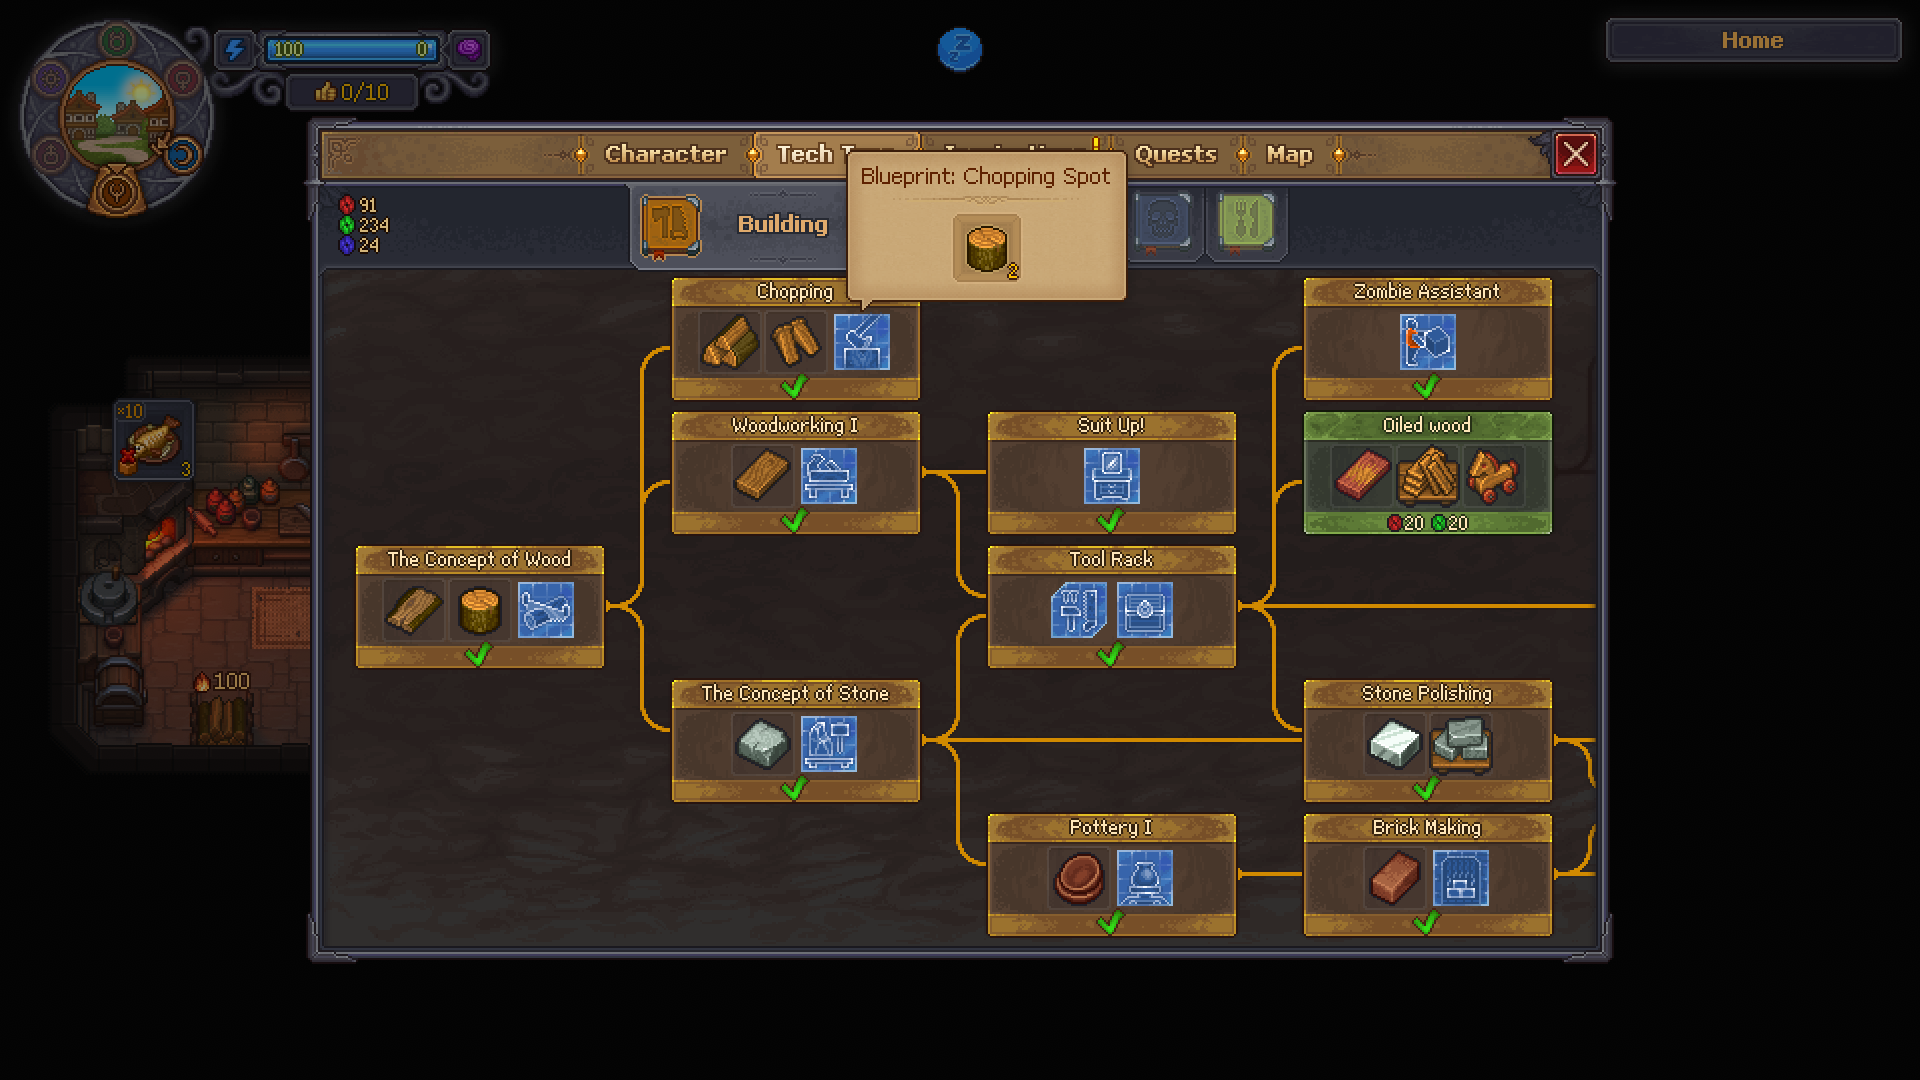 100 0
0/10
Home
Character
Tech
Quests
Map
Blueprint: Chopping Spot
2
91
234
24
Building
Chopping
Zombie Assistant
Woodworking I
Suit Up!
Oiled wood
20 20
×10
3
The Concept of Wood
Tool Rack
100
The Concept of Stone
Stone Polishing
Pottery I
Brick Making